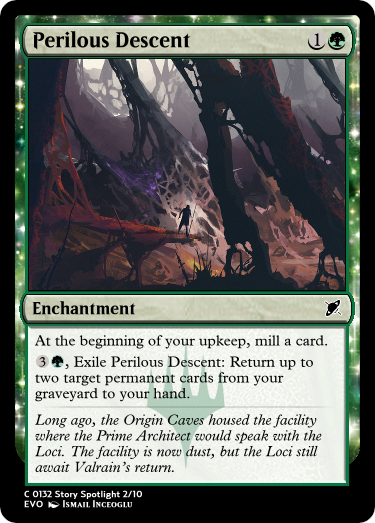 Perilous Descent 1
Enchantment
At the beginning of your upkeep, mill a card.
3, Exile Perilous Descent: Return up to
two target permanent cards from your
graveyard to your hand.
Long ago, the Origin Caves housed the facility
where the Prime Architect would speak with the
Loci. The facility is now dust, but the Loci still
await Valrain's return.
C 0132 Story Spotlight 2/10
EVO Ismail Inceoglu